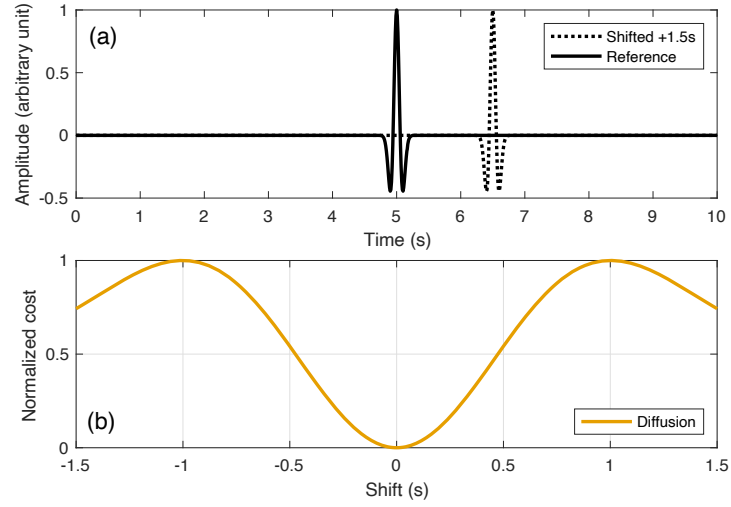 (a)
Shifted +1.5s
Reference
Amplitude (arbitrary unit)
1
0.5
0
-0.5
0 1 2 3 4 5 6 7 8 9 10
Time (s)
(b)
Diffusion
Normalized cost
1
0.5
0
-1.5 -1 -0.5 0 0.5 1 1.5
Shift (s)